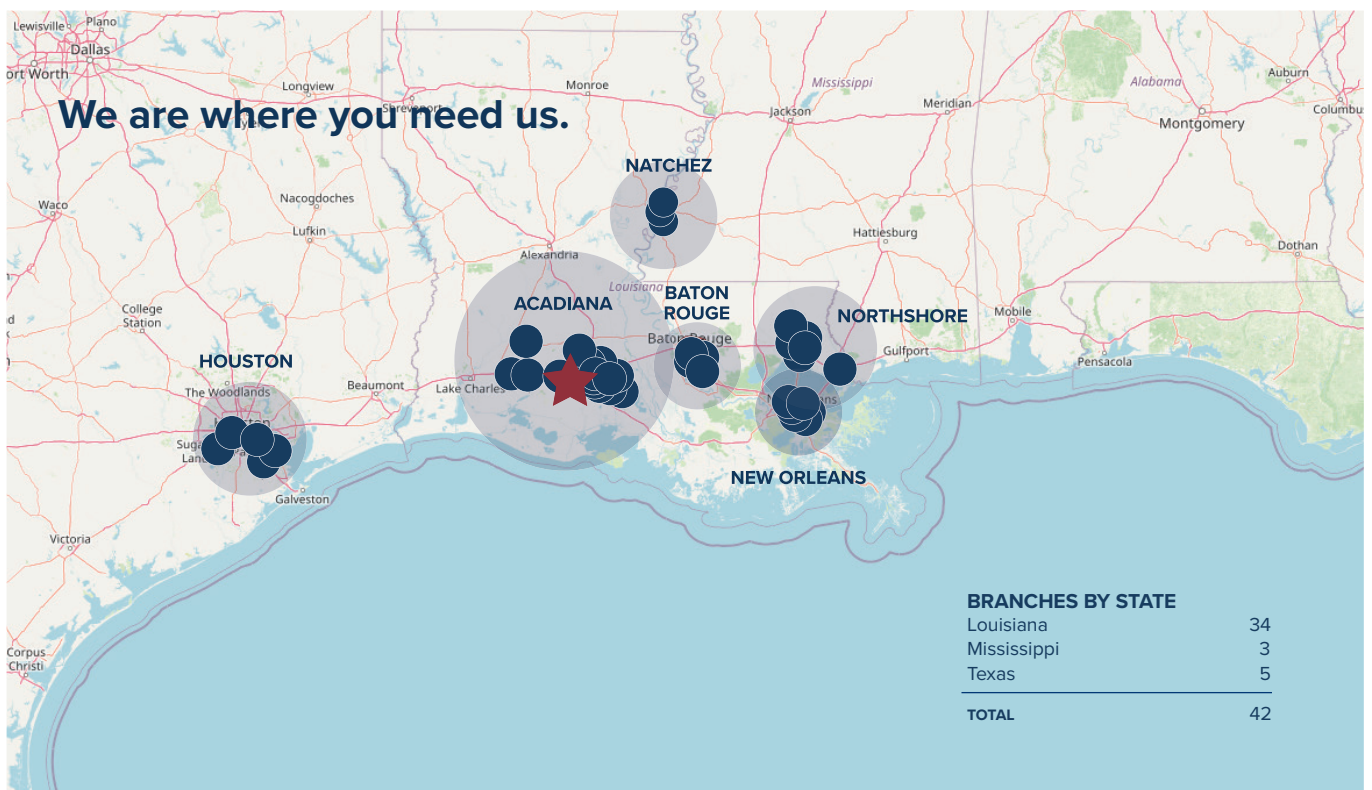 We are where you need us.
Lewisville
Plano
Dallas
ort Worth
Longview
Monroe
Mississippi
Jackson
Meridian
Alabama
Auburn
Montgomery
Columbu
NATCHEZ
Waco
Nacogdoches
Lufkin
Hattiesburg
Dothan
Alexandria
Louisiana
ACADIANA
BATON
ROUGE
Baton Rouge
NORTHSHORE
College
Station
Mobile
Gulfport
Pensacola
HOUSTON
The Woodlands
Beaumont
Lake Charles
Galveston
NEW ORLEANS
Victoria
Corpus
Christi
BRANCHES BY STATE
Louisiana 34
Mississippi 3
Texas 5
TOTAL 42